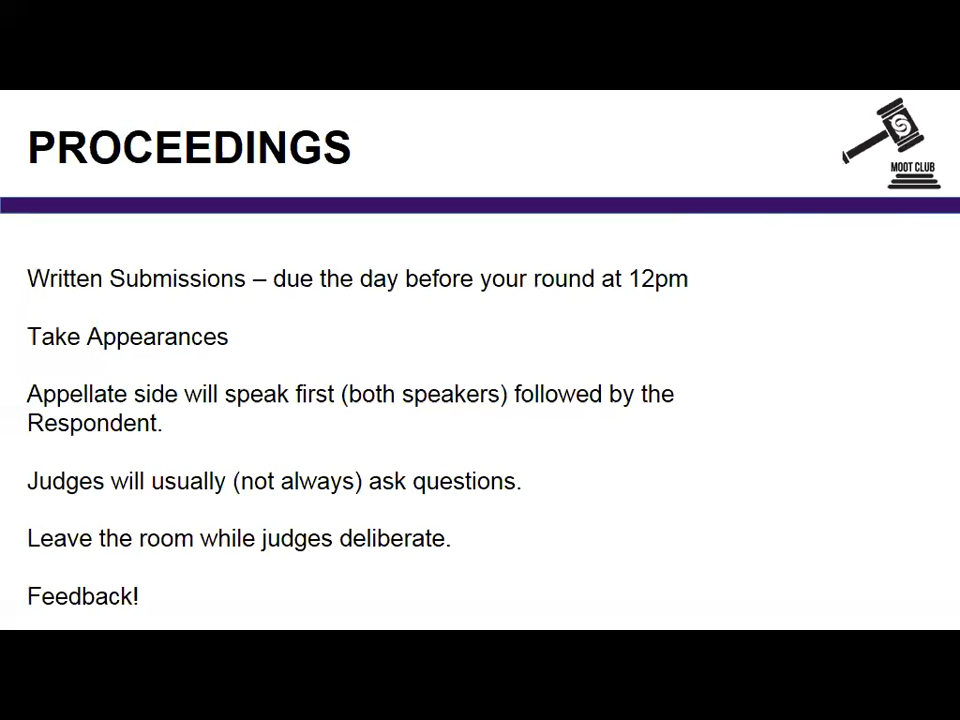 PROCEEDINGS
MOOT CLUB
Written Submissions – due the day before your round at 12pm
Take Appearances
Appellate side will speak first (both speakers) followed by the
Respondent.
Judges will usually (not always) ask questions.
Leave the room while judges deliberate.
Feedback!